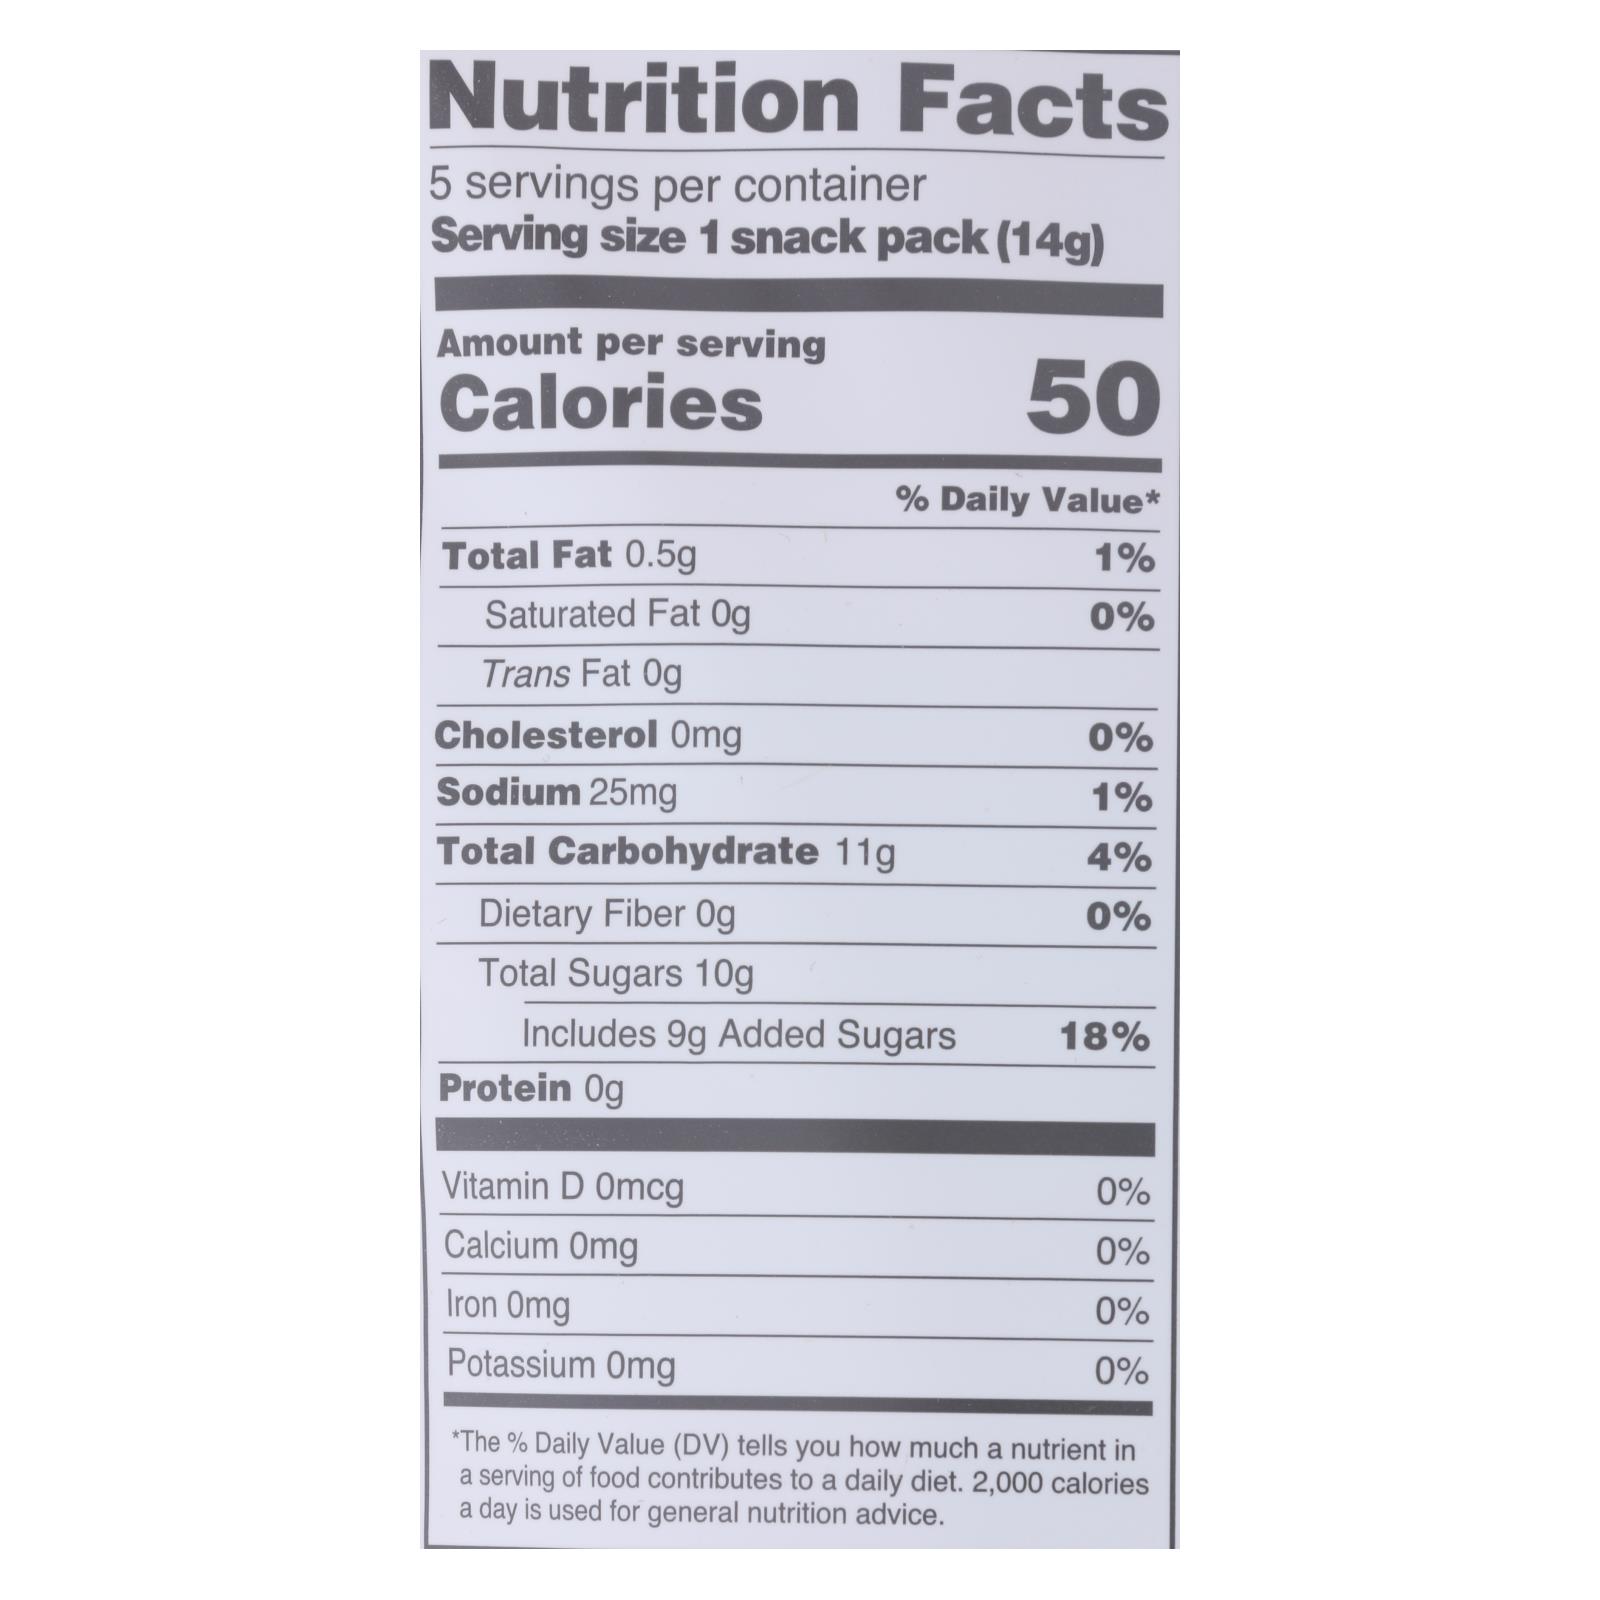 Nutrition Facts
5 servings per container
Serving size 1 snack pack (14g)
Amount per serving
Calories 50
% Daily Value*
Total Fat 0.5g 1%
Saturated Fat 0g 0%
Trans Fat 0g
Cholesterol 0mg 0%
Sodium 25mg 1%
Total Carbohydrate 11g 4%
Dietary Fiber 0g 0%
Total Sugars 10g
Includes 9g Added Sugars 18%
Protein 0g
Vitamin D 0mcg 0%
Calcium 0mg 0%
Iron 0mg 0%
Potassium 0mg 0%
*The % Daily Value (DV) tells you how much a nutrient in
a serving of food contributes to a daily diet. 2,000 calories
a day is used for general nutrition advice.